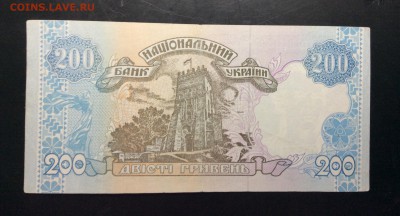 COINS.LAVE.RU
200 НАЦІОНАЛЬНИЙ 200
БАНК УКРАЇНИ
200 ДВІСТІ ГРИВЕНЬ 200